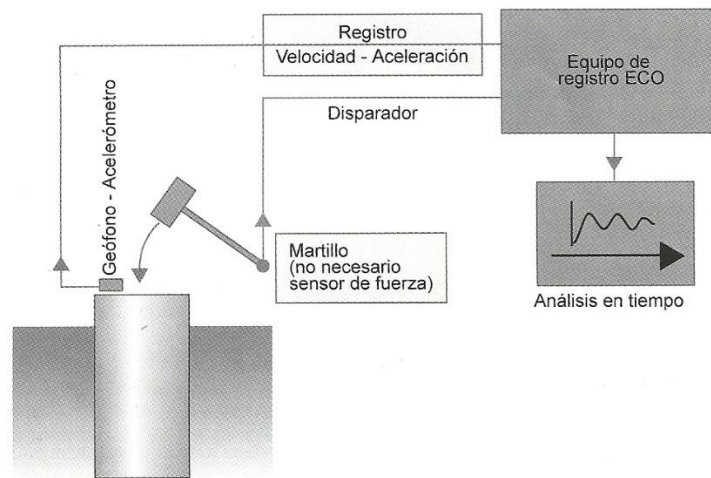 Registro
Velocidad - Aceleración
Equipo de
registro ECO
Disparador
Geófono - Acelerómetro
Martillo
(no necesario
sensor de fuerza)
Análisis en tiempo